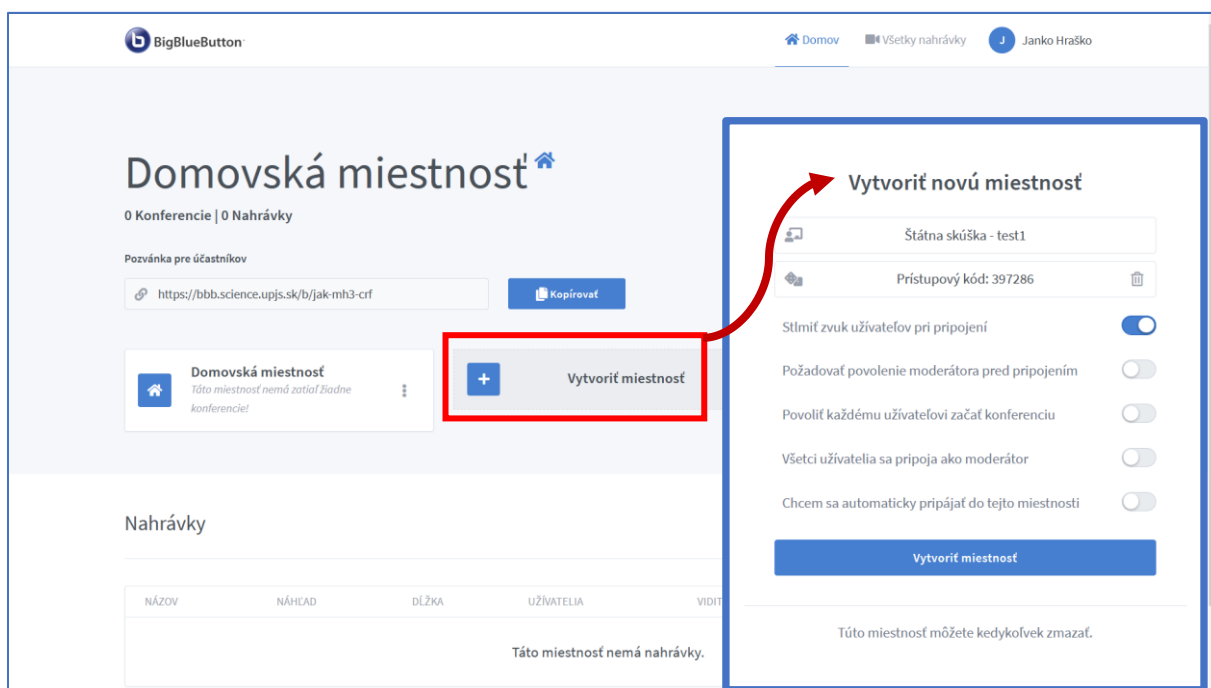 BigBlueButton
Domov
Všetky nahrávky
J
Janko Hraško
Domovská miestnosť
0 Konferencie | 0 Nahrávky
Pozvánka pre účastníkov
https://bbb.science.upjs.sk/b/jak-mh3-crf
Kopírovať
Domovská miestnosť
Táto miestnosť nemá zatiaľ žiadne
konferencie!
Vytvoriť miestnosť
Nahrávky
NÁZOV
NÁHĽAD
DĹŽKA
UŽÍVATELIA
VIDIT
Táto miestnosť nemá nahrávky.
Vytvoriť novú miestnosť
Štátna skúška - test1
Prístupový kód: 397286
Stlmiť zvuk užívateľov pri pripojení
Požadovať povolenie moderátora pred pripojením
Povoliť každému užívateľovi začať konferenciu
Všetci užívatelia sa pripoja ako moderátor
Chcem sa automaticky pripájať do tejto miestnosti
Vytvoriť miestnosť
Túto miestnosť môžete kedykoľvek zmazať.